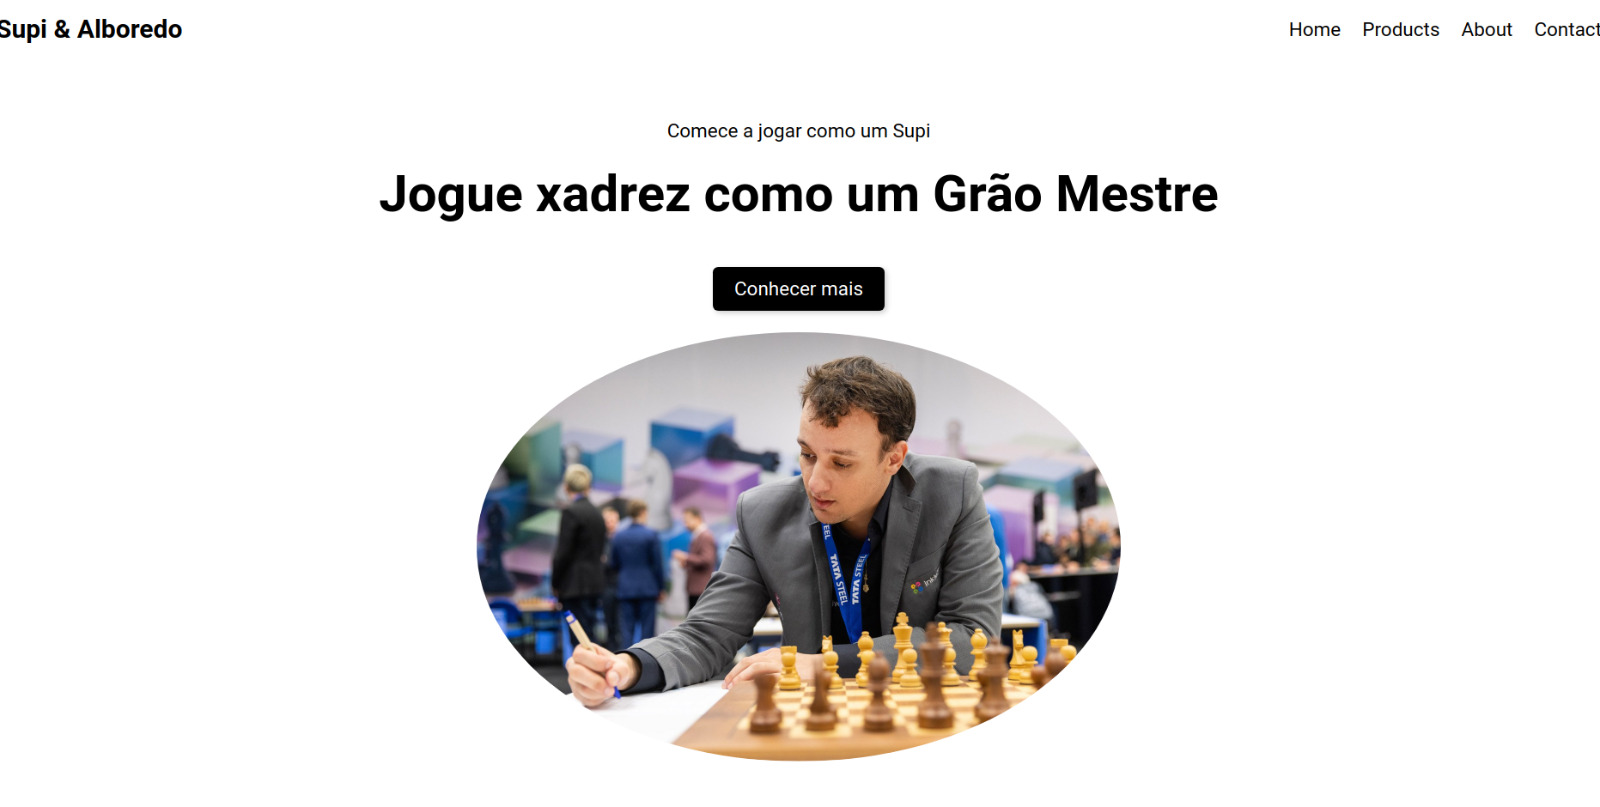 Supi & Alboredo
Home Products About Contact
Comece a jogar como um Supi
Jogue xadrez como um Grão Mestre
Conhecer mais
TATA STEEL
TATA STEEL